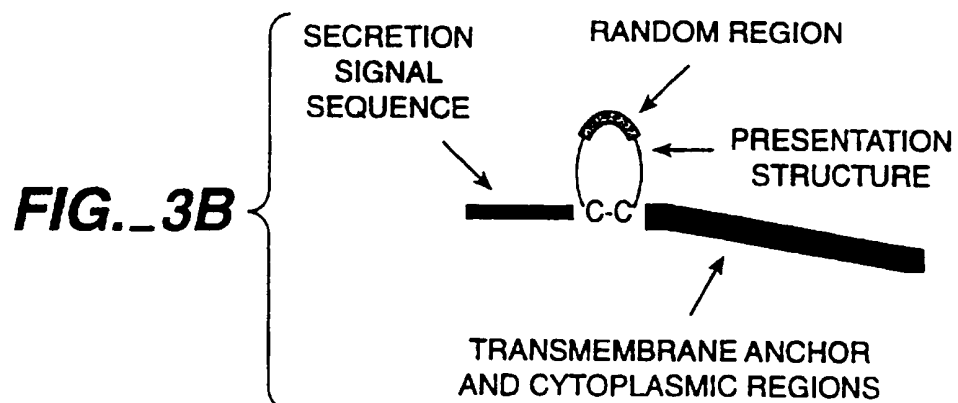 FIG._3B
SECRETION
SIGNAL
SEQUENCE
RANDOM REGION
PRESENTATION
STRUCTURE
C-C
TRANSMEMBRANE ANCHOR
AND CYTOPLASMIC REGIONS